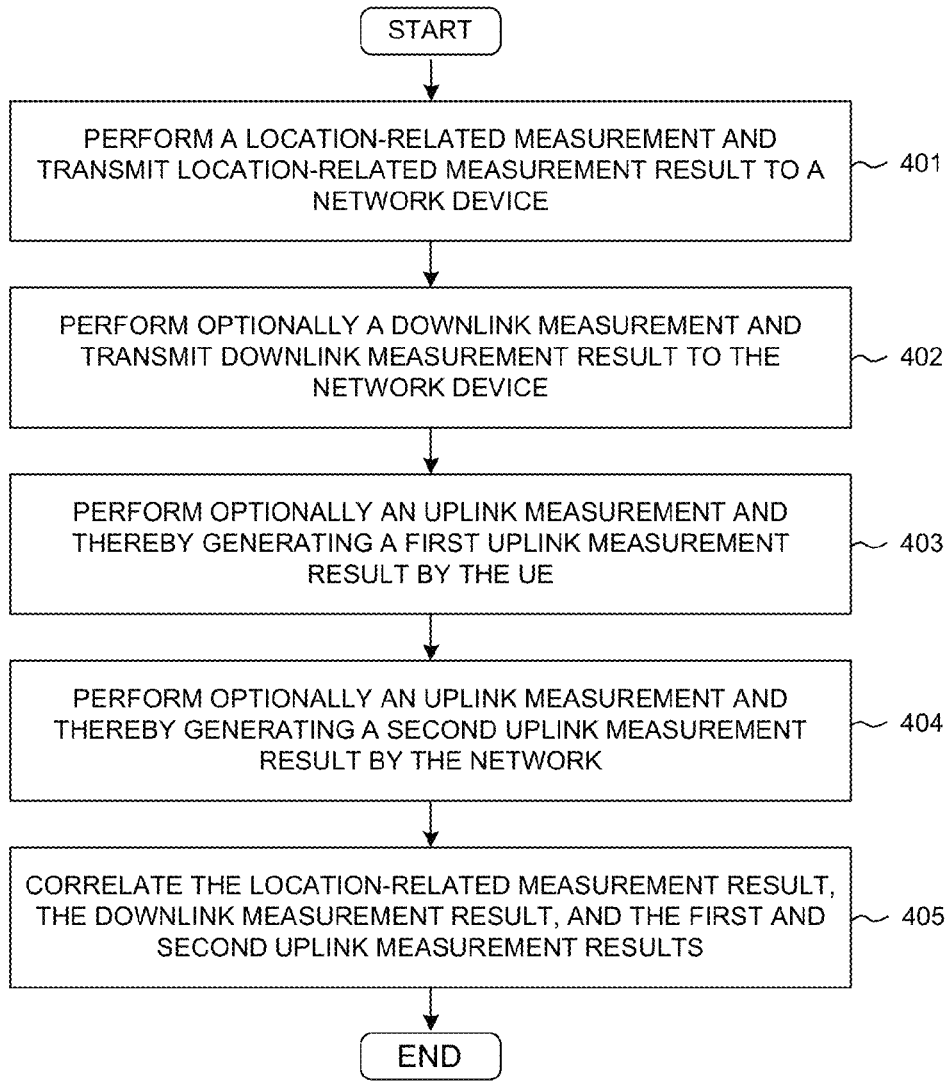 START
PERFORM A LOCATION-RELATED MEASUREMENT AND
TRANSMIT LOCATION-RELATED MEASUREMENT RESULT TO A
NETWORK DEVICE
401
PERFORM OPTIONALLY A DOWNLINK MEASUREMENT AND
TRANSMIT DOWNLINK MEASUREMENT RESULT TO THE
NETWORK DEVICE
402
PERFORM OPTIONALLY AN UPLINK MEASUREMENT AND
THEREBY GENERATING A FIRST UPLINK MEASUREMENT
RESULT BY THE UE
403
PERFORM OPTIONALLY AN UPLINK MEASUREMENT AND
THEREBY GENERATING A SECOND UPLINK MEASUREMENT
RESULT BY THE NETWORK
404
CORRELATE THE LOCATION-RELATED MEASUREMENT RESULT,
THE DOWNLINK MEASUREMENT RESULT, AND THE FIRST AND
SECOND UPLINK MEASUREMENT RESULTS
405
END